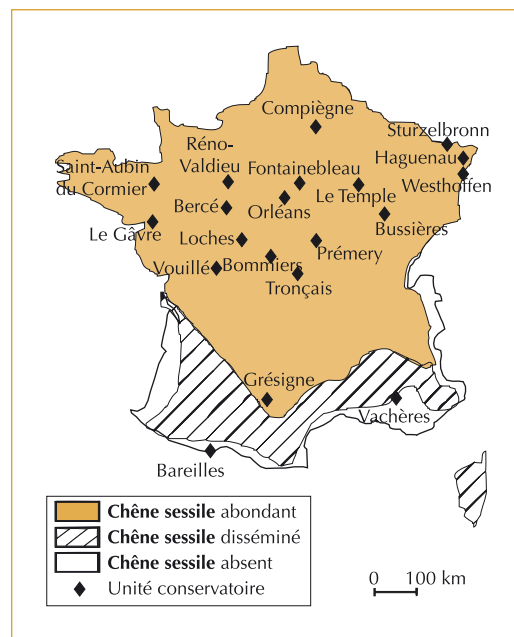 Compiègne
Sturzelbronn
Réno-
Valdieu
Haguenau
Saint-Aubin
du Cormier
Fontainebleau
Westhoffen
Le Temple
Bercé
Orléans
Bussières
Le Gâvre
Loches
Prémery
Vouillé
Bommiers
Tronçais
Grésigne
Vachères
Bareilles
Chêne sessile abondant
Chêne sessile disséminé
Chêne sessile absent
Unité conservatoire
0 100 km